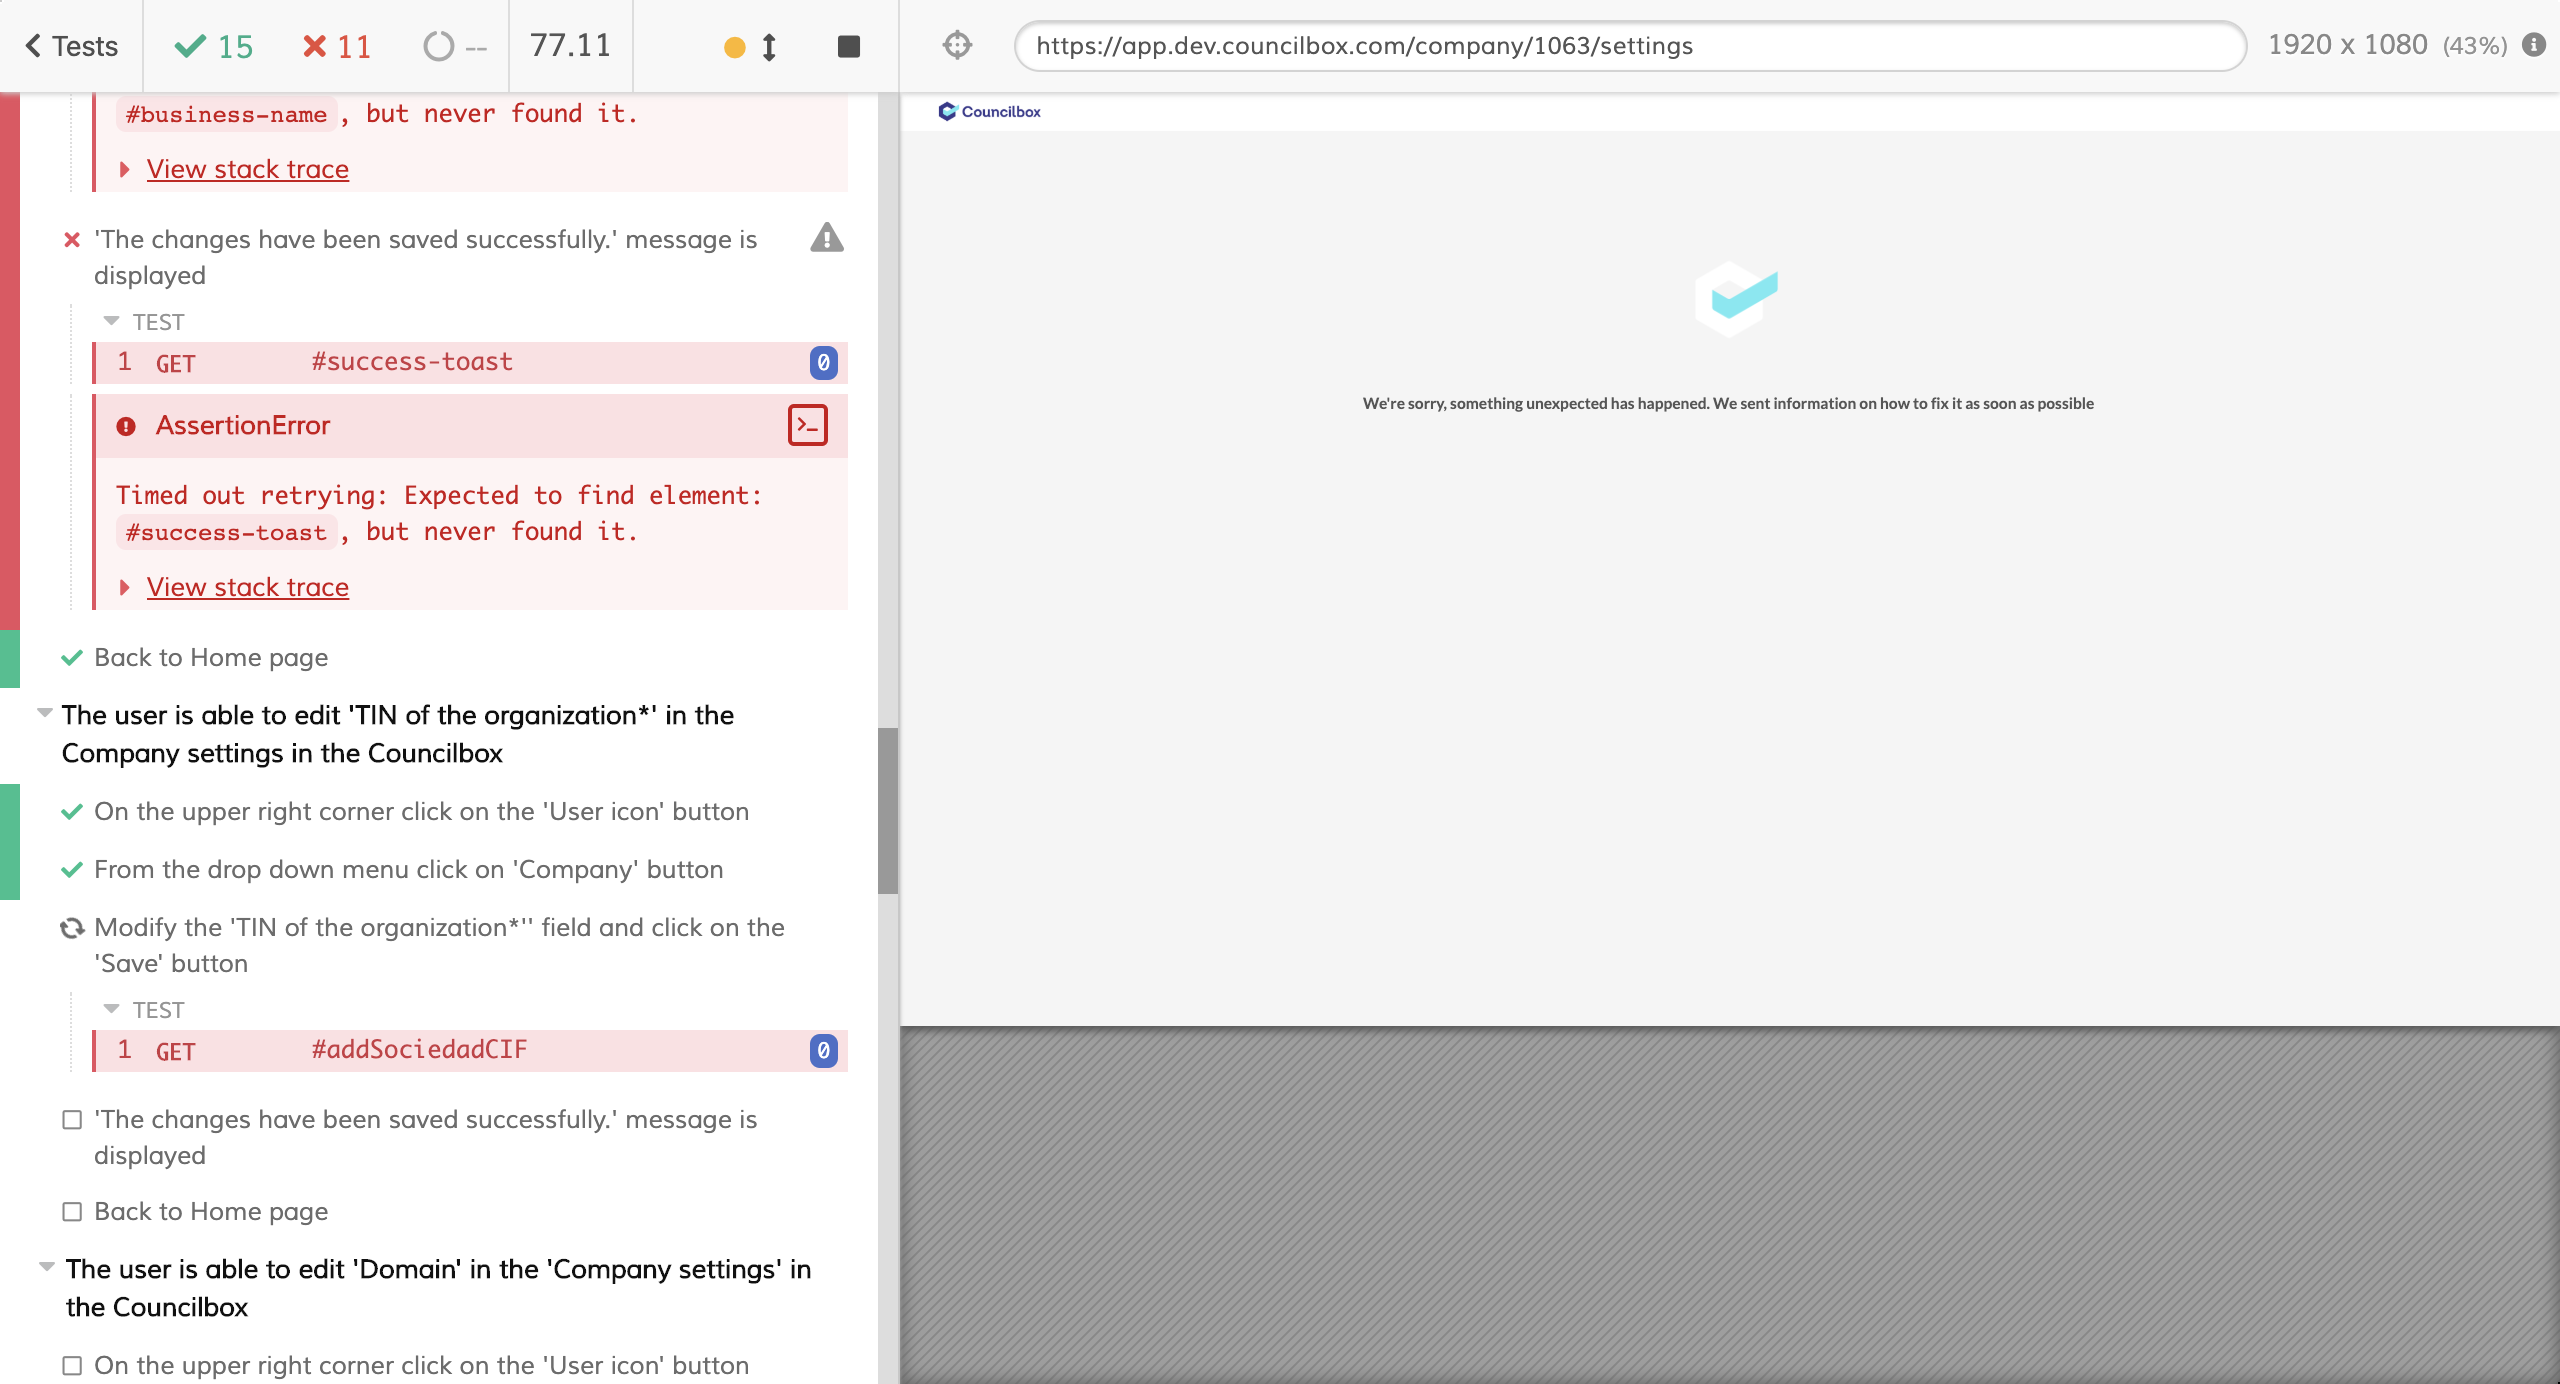 Tests
15
11
--
77.11
https://app.dev.councilbox.com/company/1063/settings
1920 x 1080 (43%)
#business-name , but never found it.
View stack trace
'The changes have been saved successfully.' message is
displayed
TEST
1 GET #success-toast 0
AssertionError
Timed out retrying: Expected to find element:
#success-toast , but never found it.
View stack trace
Back to Home page
The user is able to edit 'TIN of the organization*' in the
Company settings in the Councilbox
On the upper right corner click on the 'User icon' button
From the drop down menu click on 'Company' button
Modify the 'TIN of the organization*'' field and click on the
'Save' button
TEST
1 GET #addSociedadCIF 0
'The changes have been saved successfully.' message is
displayed
Back to Home page
The user is able to edit 'Domain' in the 'Company settings' in
the Councilbox
On the upper right corner click on the 'User icon' button
Councilbox
We're sorry, something unexpected has happened. We sent information on how to fix it as soon as possible